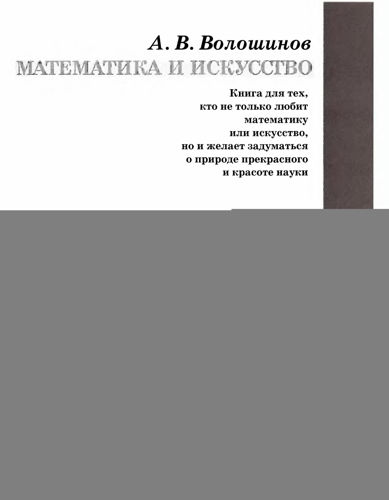 А. В. Волошинов
МАТЕМАТИКА И ИСКУССТВО
Книга для тех,
кто не только любит
математику
или искусство,
но и желает задуматься
о природе прекрасного
и красоте науки